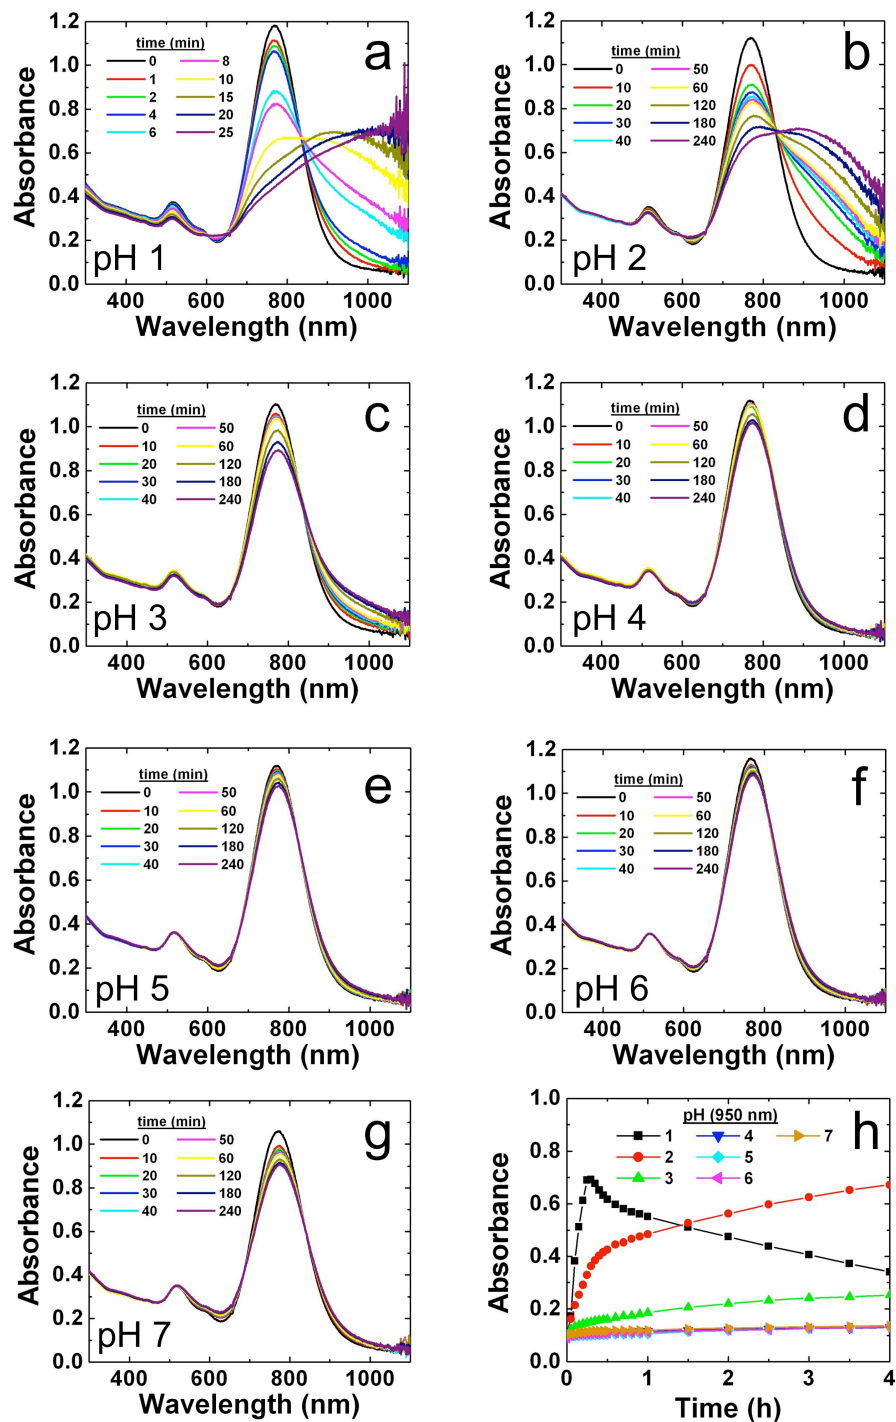 a
time (min)
0 8
1 10
2 15
4 20
6 25
pH 1
Absorbance
1.2
1.0
0.8
0.6
0.4
0.2
0.0
400 600 800 1000
Wavelength (nm)
b
time (min)
0 50
10 60
20 120
30 180
40 240
pH 2
Absorbance
1.2
1.0
0.8
0.6
0.4
0.2
0.0
400 600 800 1000
Wavelength (nm)
c
time (min)
0 50
10 60
20 120
30 180
40 240
pH 3
Absorbance
1.2
1.0
0.8
0.6
0.4
0.2
0.0
400 600 800 1000
Wavelength (nm)
d
time (min)
0 50
10 60
20 120
30 180
40 240
pH 4
Absorbance
1.2
1.0
0.8
0.6
0.4
0.2
0.0
400 600 800 1000
Wavelength (nm)
e
time (min)
0 50
10 60
20 120
30 180
40 240
pH 5
Absorbance
1.2
1.0
0.8
0.6
0.4
0.2
0.0
400 600 800 1000
Wavelength (nm)
f
time (min)
0 50
10 60
20 120
30 180
40 240
pH 6
Absorbance
1.2
1.0
0.8
0.6
0.4
0.2
0.0
400 600 800 1000
Wavelength (nm)
g
time (min)
0 50
10 60
20 120
30 180
40 240
pH 7
Absorbance
1.2
1.0
0.8
0.6
0.4
0.2
0.0
400 600 800 1000
Wavelength (nm)
h
pH (950 nm)
1 4 7
2 5
3 6
Absorbance
1.0
0.8
0.6
0.4
0.2
0.0
0 1 2 3 4
Time (h)